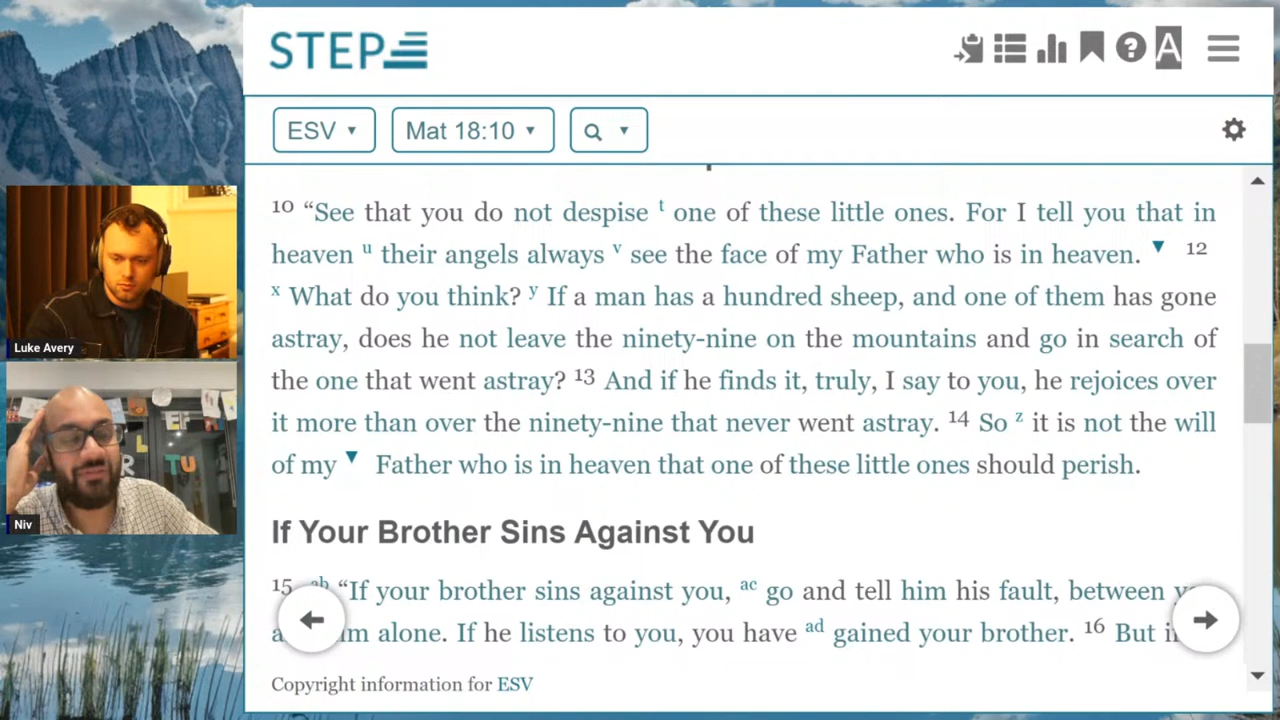 STEP
A
ESV ▼
Mat 18:10 ▼
10 “See that you do not despise t one of these little ones. For I tell you that in
heaven u their angels always v see the face of my Father who is in heaven. ▼ 12
x What do you think? y If a man has a hundred sheep, and one of them has gone
astray, does he not leave the ninety-nine on the mountains and go in search of
the one that went astray? 13 And if he finds it, truly, I say to you, he rejoices over
it more than over the ninety-nine that never went astray. 14 So z it is not the will
of my ▼ Father who is in heaven that one of these little ones should perish.
If Your Brother Sins Against You
15 ab “If your brother sins against you, ac go and tell him his fault, between
alone. If he listens to you, you have ad gained your brother. 16 But
Copyright information for ESV
Luke Avery
Niv